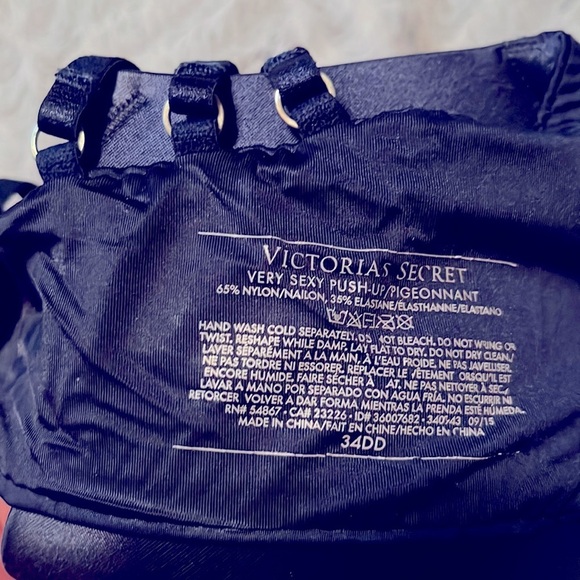 VICTORIA'S SECRET
VERY SEXY PUSH-UP/PIGEONNANT
65% NYLON/NAILON, 35% ELASTANE/ELASTHANNE/ELASTANO
HAND WASH COLD SEPARATELY. DO NOT BLEACH. DO NOT WRING OR
TWIST. RESHAPE WHILE DAMP. LAY FLAT TO DRY. DO NOT DRY CLEAN./
LAVER SÉPARÉMENT À LA MAIN, À L'EAU FROIDE. NE PAS JAVELLISER.
NE PAS TORDRE NI ESSORER. REPLACER LE VÊTEMENT ORSQU'IL EST
ENCORE HUMIDE. FAIRE SÉCHER À AT. NE PAS NETTOYER À SEC./
LAVAR A MANO POR SEPARADO CON AGUA FRÍA. NO ESCURRIR NI
RETORCER. VOLVER A DAR FORMA MIENTRAS LA PRENDA ESTÉ HÚMEDA.
RN# 54867 • CA# 23226 • ID# 36007682 - 340543 09/15
MADE IN CHINA/FAIT EN CHINE/HECHO EN CHINA
34DD